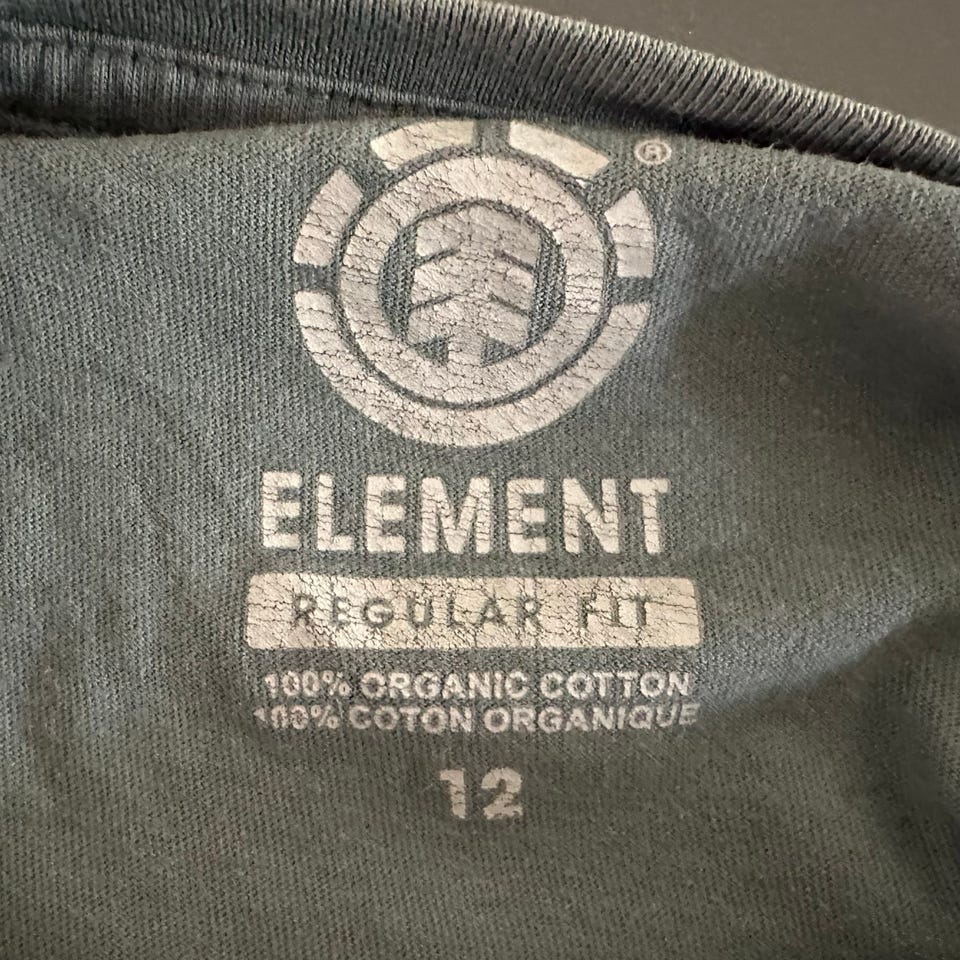 ®
ELEMENT
REGULAR FIT
100% ORGANIC COTTON
100% COTON ORGANIQUE
12